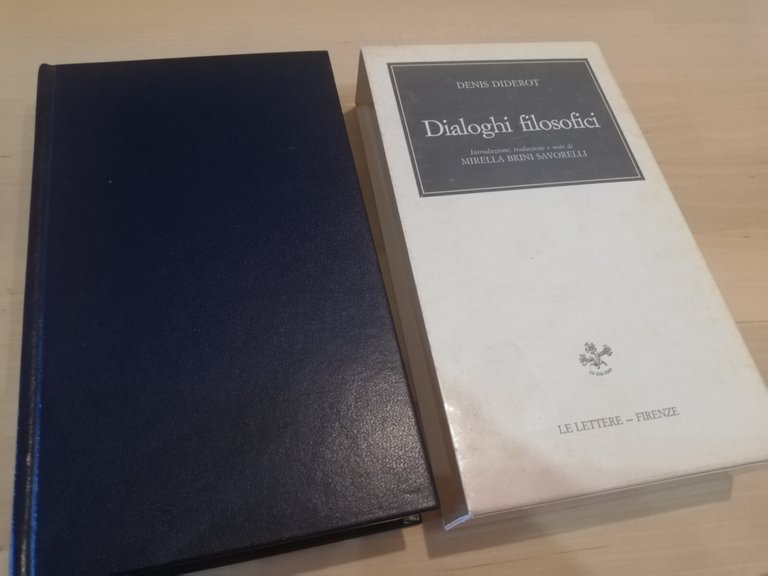 DENIS DIDEROT
Dialoghi filosofici
Introduzione, traduzione e note di
MIRELLA BRINI SAVORELLI
LE LETTERE – FIRENZE